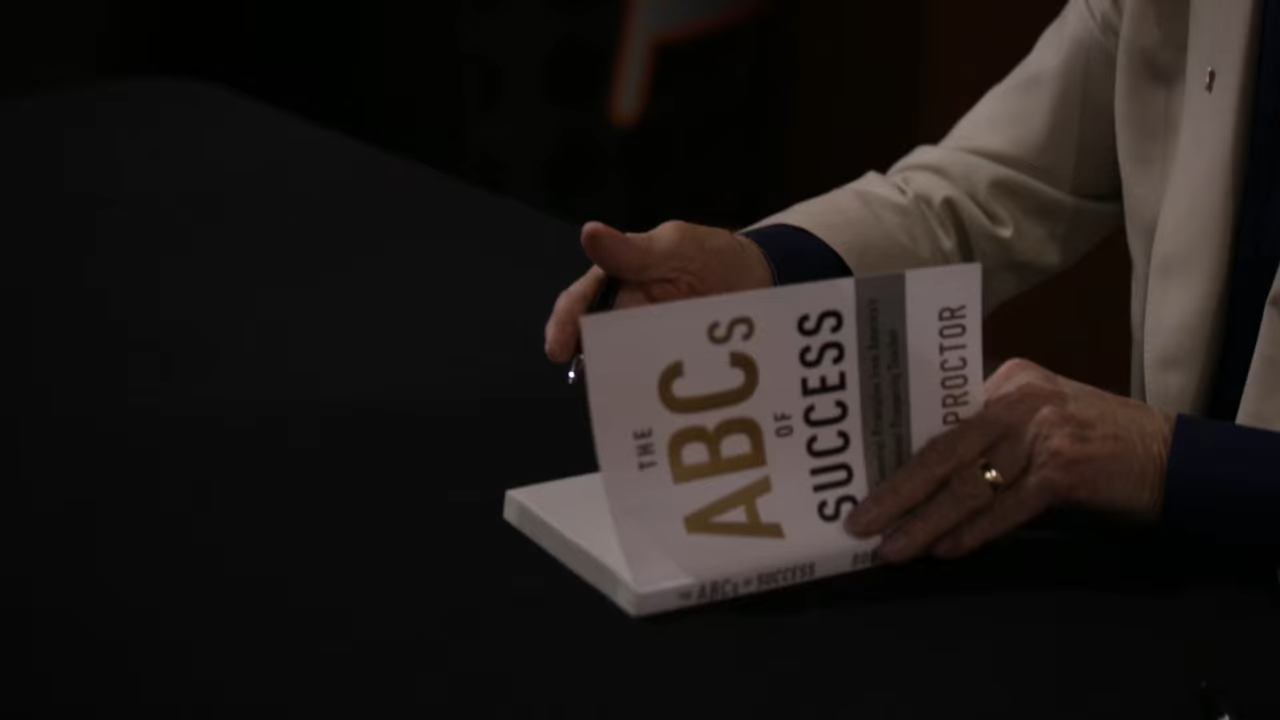 THE
ABCs
OF
SUCCESS
PROCTOR
THE ABCs OF SUCCESS